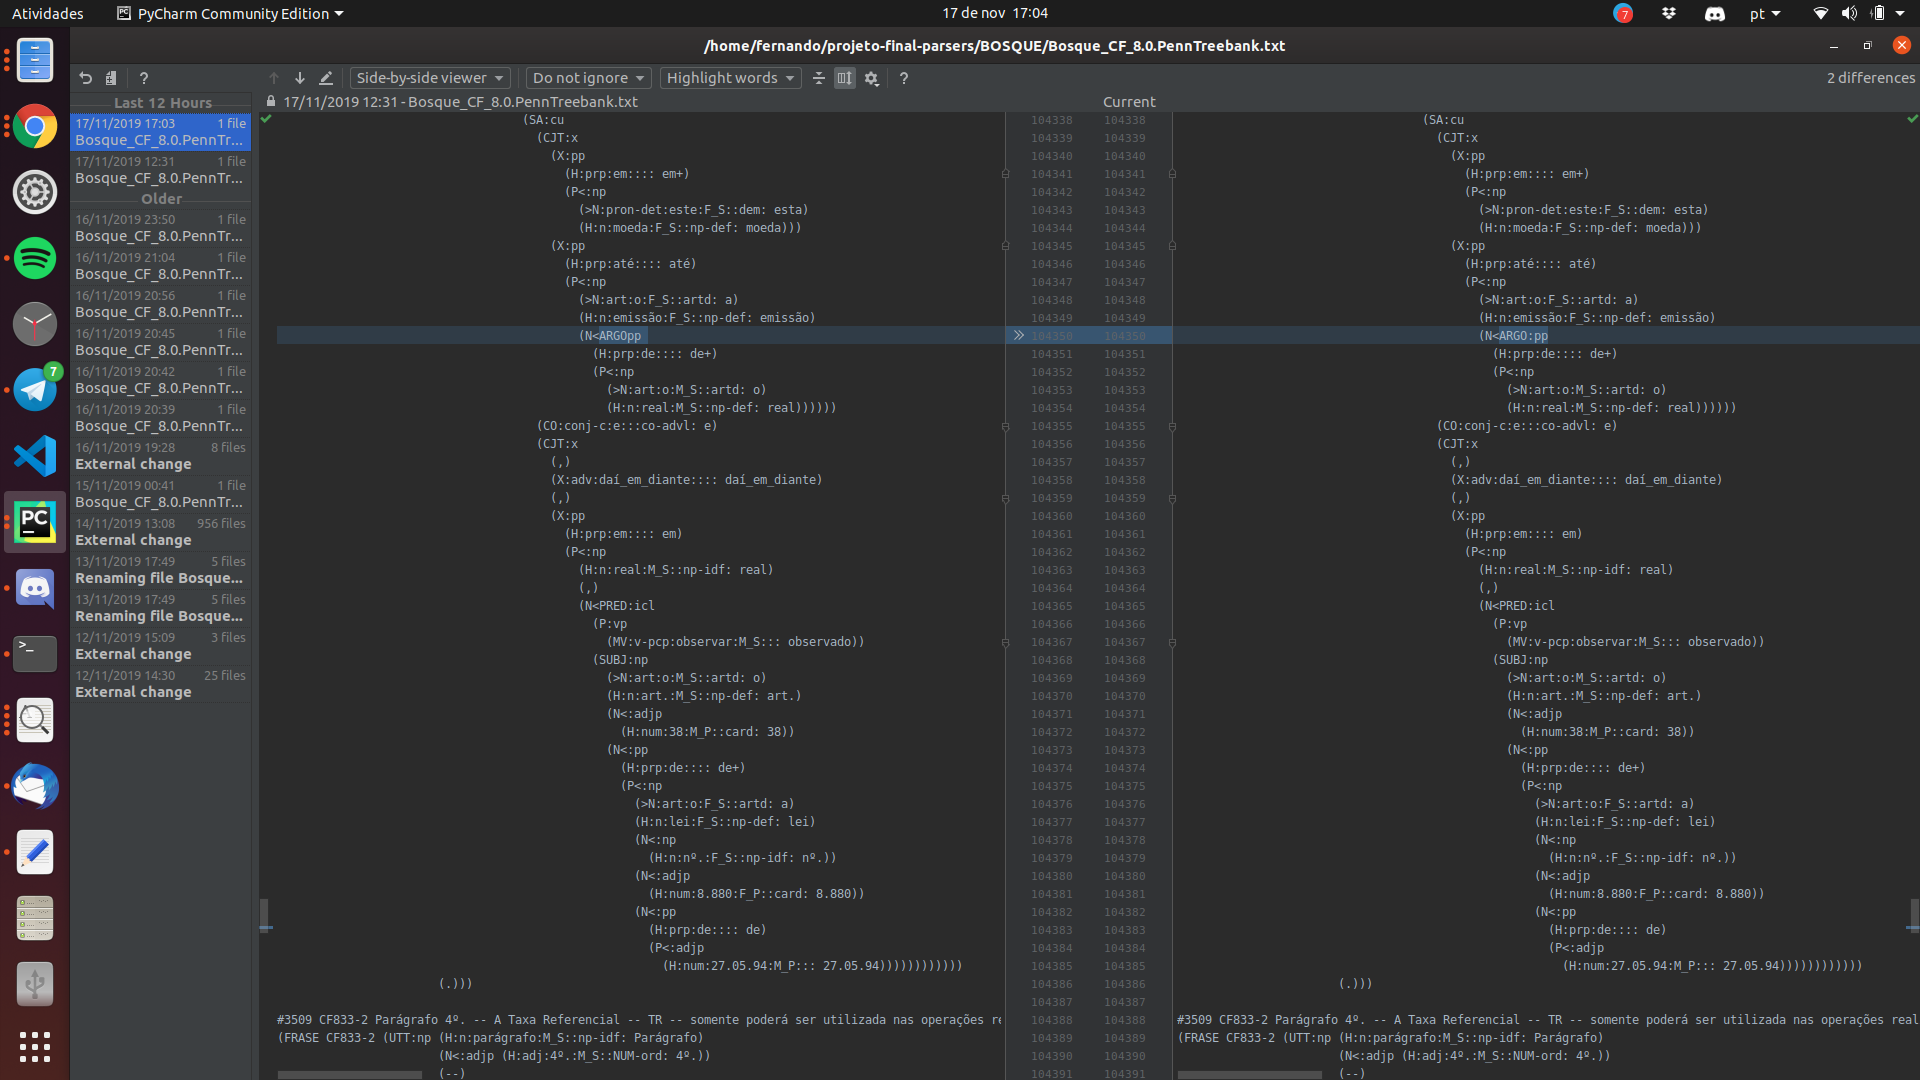 Atividades PyCharm Community Edition 17 de nov 17:04 7 pt
/home/fernando/projeto-final-parsers/BOSQUE/Bosque_CF_8.0.PennTreebank.txt
? Side-by-side viewer Do not ignore Highlight words ? 2 differences
Last 12 Hours
17/11/2019 17:03 1 file
Bosque_CF_8.0.PennTr...
17/11/2019 12:31 1 file
Bosque_CF_8.0.PennTr...
Older
16/11/2019 23:50 1 file
Bosque_CF_8.0.PennTr...
16/11/2019 21:04 1 file
Bosque_CF_8.0.PennTr...
16/11/2019 20:56 1 file
Bosque_CF_8.0.PennTr...
16/11/2019 20:45 1 file
Bosque_CF_8.0.PennTr...
16/11/2019 20:42 1 file
Bosque_CF_8.0.PennTr...
16/11/2019 20:39 1 file
Bosque_CF_8.0.PennTr...
16/11/2019 19:28 8 files
External change
15/11/2019 00:41 1 file
Bosque_CF_8.0.PennTr...
14/11/2019 13:08 956 files
External change
13/11/2019 17:49 5 files
Renaming file Bosque...
13/11/2019 17:49 5 files
Renaming file Bosque...
12/11/2019 15:09 3 files
External change
12/11/2019 14:30 25 files
External change
7
PC
>_
17/11/2019 12:31 - Bosque_CF_8.0.PennTreebank.txt Current
(SA:cu 104338 104338 (SA:cu
(CJT:x 104339 104339 (CJT:x
(X:pp 104340 104340 (X:pp
(H:prp:em:::: em+) 104341 104341 (H:prp:em:::: em+)
(P<:np 104342 104342 (P<:np
(>N:pron-det:este:F_S::dem: esta) 104343 104343 (>N:pron-det:este:F_S::dem: esta)
(H:n:moeda:F_S::np-def: moeda))) 104344 104344 (H:n:moeda:F_S::np-def: moeda)))
(X:pp 104345 104345 (X:pp
(H:prp:até:::: até) 104346 104346 (H:prp:até:::: até)
(P<:np 104347 104347 (P<:np
(>N:art:o:F_S::artd: a) 104348 104348 (>N:art:o:F_S::artd: a)
(H:n:emissão:F_S::np-def: emissão) 104349 104349 (H:n:emissão:F_S::np-def: emissão)
(N<ARGOpp 104350 104350 (N<ARGO:pp
(H:prp:de:::: de+) 104351 104351 (H:prp:de:::: de+)
(P<:np 104352 104352 (P<:np
(>N:art:o:M_S::artd: o) 104353 104353 (>N:art:o:M_S::artd: o)
(H:n:real:M_S::np-def: real)))))) 104354 104354 (H:n:real:M_S::np-def: real))))))
(CO:conj-c:e:::co-advl: e) 104355 104355 (CO:conj-c:e:::co-advl: e)
(CJT:x 104356 104356 (CJT:x
(,) 104357 104357 (,)
(X:adv:daí_em_diante:::: daí_em_diante) 104358 104358 (X:adv:daí_em_diante:::: daí_em_diante)
(,) 104359 104359 (,)
(X:pp 104360 104360 (X:pp
(H:prp:em:::: em) 104361 104361 (H:prp:em:::: em)
(P<:np 104362 104362 (P<:np
(H:n:real:M_S::np-idf: real) 104363 104363 (H:n:real:M_S::np-idf: real)
(,) 104364 104364 (,)
(N<PRED:icl 104365 104365 (N<PRED:icl
(P:vp 104366 104366 (P:vp
(MV:v-pcp:observar:M_S::: observado)) 104367 104367 (MV:v-pcp:observar:M_S::: observado))
(SUBJ:np 104368 104368 (SUBJ:np
(>N:art:o:M_S::artd: o) 104369 104369 (>N:art:o:M_S::artd: o)
(H:n:art.:M_S::np-def: art.) 104370 104370 (H:n:art.:M_S::np-def: art.)
(N<:adjp 104371 104371 (N<:adjp
(H:num:38:M_P::card: 38)) 104372 104372 (H:num:38:M_P::card: 38))
(N<:pp 104373 104373 (N<:pp
(H:prp:de:::: de+) 104374 104374 (H:prp:de:::: de+)
(P<:np 104375 104375 (P<:np
(>N:art:o:F_S::artd: a) 104376 104376 (>N:art:o:F_S::artd: a)
(H:n:lei:F_S::np-def: lei) 104377 104377 (H:n:lei:F_S::np-def: lei)
(N<:np 104378 104378 (N<:np
(H:n:nº.:F_S::np-idf: nº.)) 104379 104379 (H:n:nº.:F_S::np-idf: nº.))
(N<:adjp 104380 104380 (N<:adjp
(H:num:8.880:F_P::card: 8.880)) 104381 104381 (H:num:8.880:F_P::card: 8.880))
(N<:pp 104382 104382 (N<:pp
(H:prp:de:::: de) 104383 104383 (H:prp:de:::: de)
(P<:adjp 104384 104384 (P<:adjp
(H:num:27.05.94:M_P::: 27.05.94)))))))))))) 104385 104385 (H:num:27.05.94:M_P::: 27.05.94))))))))))))
(.))) 104386 104386 (.)))
104387 104387
#3509 CF833-2 Parágrafo 4º. -- A Taxa Referencial -- TR -- somente poderá ser utilizada nas operações re 104388 104388 #3509 CF833-2 Parágrafo 4º. -- A Taxa Referencial -- TR -- somente poderá ser utilizada nas operações real
(FRASE CF833-2 (UTT:np (H:n:parágrafo:M_S::np-idf: Parágrafo) 104389 104389 (FRASE CF833-2 (UTT:np (H:n:parágrafo:M_S::np-idf: Parágrafo)
(N<:adjp (H:adj:4º.:M_S::NUM-ord: 4º.)) 104390 104390 (N<:adjp (H:adj:4º.:M_S::NUM-ord: 4º.))
(--) 104391 104391 (--)